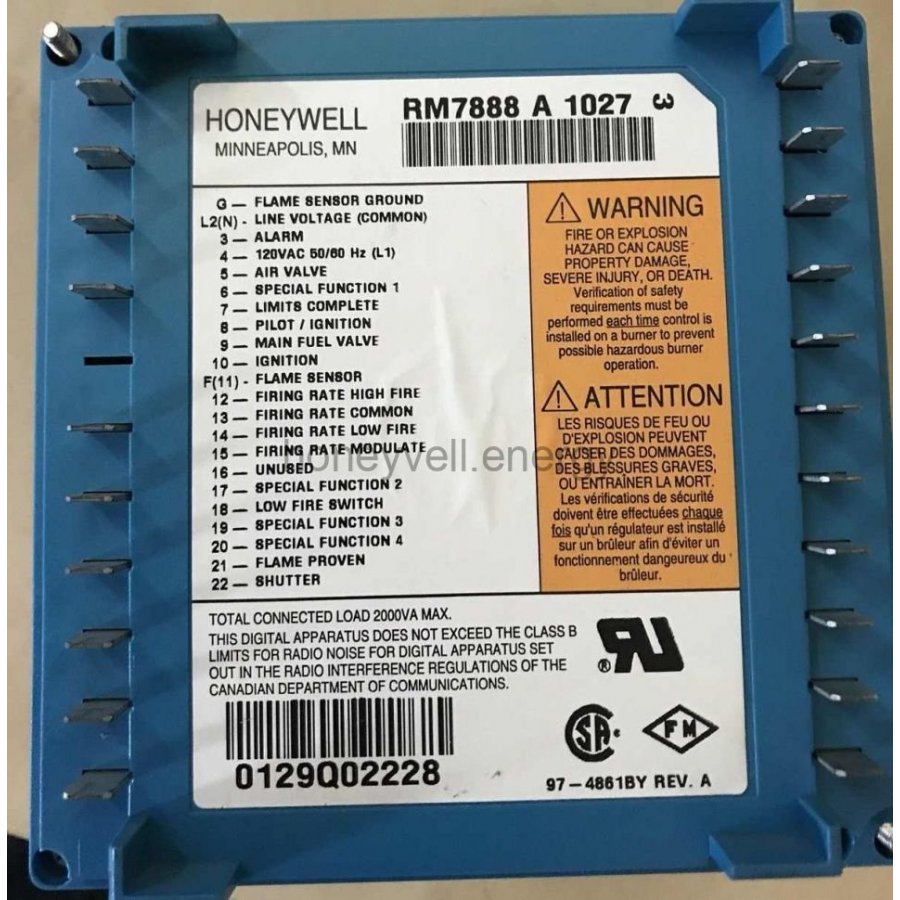 HONEYWELL
MINNEAPOLIS, MN
RM7888 A 1027 3
G — FLAME SENSOR GROUND
L2(N) - LINE VOLTAGE (COMMON)
3 — ALARM
4 — 120VAC 50/60 Hz (L1)
5 — AIR VALVE
6 — SPECIAL FUNCTION 1
7 — LIMITS COMPLETE
8 — PILOT / IGNITION
9 — MAIN FUEL VALVE
10 — IGNITION
F(11) - FLAME SENSOR
12 — FIRING RATE HIGH FIRE
13 — FIRING RATE COMMON
14 — FIRING RATE LOW FIRE
15 — FIRING RATE MODULATE
16 — UNUSED
17 — SPECIAL FUNCTION 2
18 — LOW FIRE SWITCH
19 — SPECIAL FUNCTION 3
20 — SPECIAL FUNCTION 4
21 — FLAME PROVEN
22 — SHUTTER
⚠ WARNING
FIRE OR EXPLOSION
HAZARD CAN CAUSE
PROPERTY DAMAGE,
SEVERE INJURY, OR DEATH.
Verification of safety
requirements must be
performed each time control is
installed on a burner to prevent
possible hazardous burner
operation.
⚠ ATTENTION
LES RISQUES DE FEU OU
D'EXPLOSION PEUVENT
CAUSER DES DOMMAGES,
DES BLESSURES GRAVES,
OU ENTRAÎNER LA MORT.
Les vérifications de sécurité
doivent être effectuées chaque
fois qu'un régulateur est installé
sur un brûleur afin d'éviter un
fonctionnement dangeureux du
brûleur.
TOTAL CONNECTED LOAD 2000VA MAX.
THIS DIGITAL APPARATUS DOES NOT EXCEED THE CLASS B
LIMITS FOR RADIO NOISE FOR DIGITAL APPARATUS SET
OUT IN THE RADIO INTERFERENCE REGULATIONS OF THE
CANADIAN DEPARTMENT OF COMMUNICATIONS.
0129Q02228
RU ®
SA
FM
97-4861BY REV. A